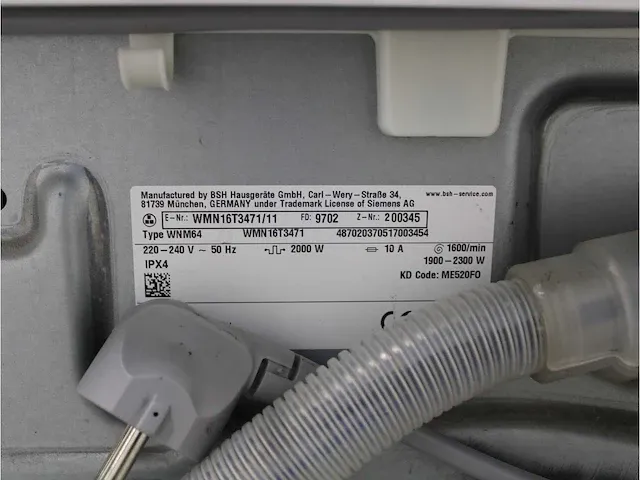 Manufactured by BSH Hausgeräte GmbH, Carl-Wery-Straße 34, www.bsh-service.com
81739 München, GERMANY under Trademark License of Siemens AG
E-Nr.: WMN16T3471/11 FD: 9702 Z-Nr.: 200345
Type WNM64 WMN16T3471 487020370517003454
220-240 V ~ 50 Hz 2000 W 10 A 1600/min
IPX4 1900-2300 W
KD Code: ME520FO